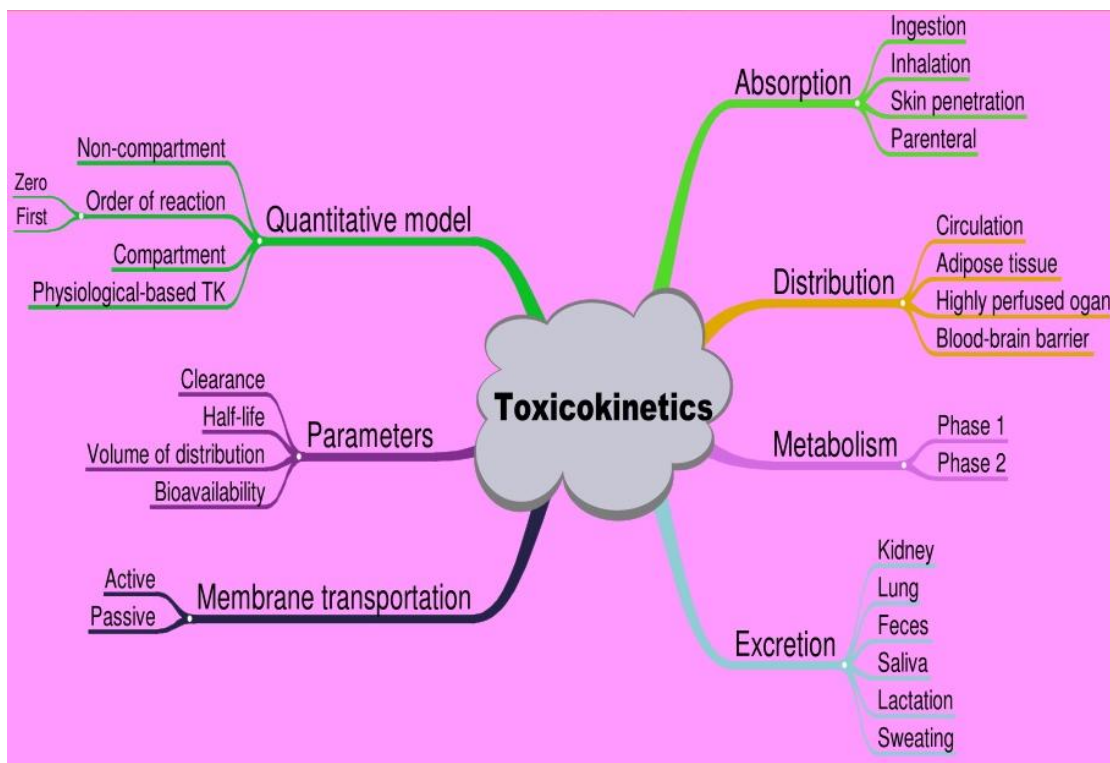 Toxicokinetics
Absorption
Ingestion
Inhalation
Skin penetration
Parenteral
Distribution
Circulation
Adipose tissue
Highly perfused ogan
Blood-brain barrier
Metabolism
Phase 1
Phase 2
Excretion
Kidney
Lung
Feces
Saliva
Lactation
Sweating
Quantitative model
Non-compartment
Order of reaction
Zero
First
Compartment
Physiological-based TK
Parameters
Clearance
Half-life
Volume of distribution
Bioavailability
Membrane transportation
Active
Passive